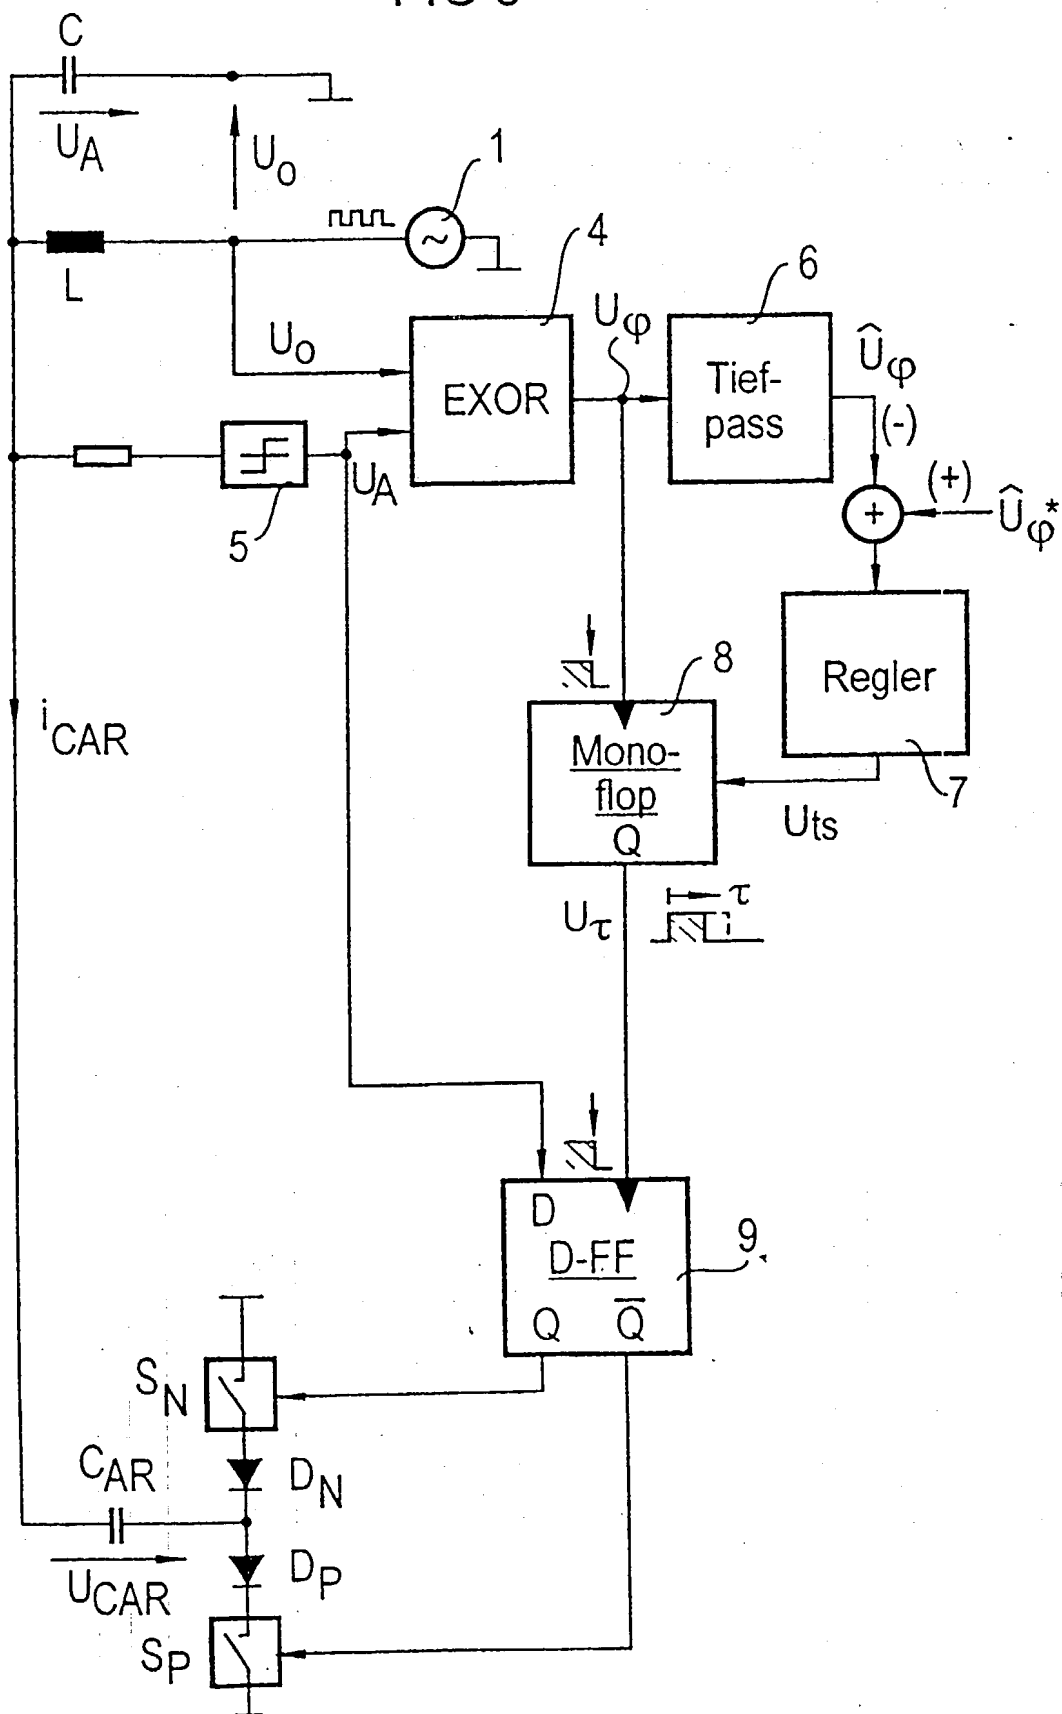 C
U_A
U_o
1
L
4
6
U_o
EXOR
U_φ
Tief-
pass
Û_φ
(-)
(+)
Û_φ*
U_A
5
Regler
7
8
Mono-
flop
Q
U_ts
i_CAR
U_τ
τ
D
D-FF
Q
Q̅
9
S_N
C_AR
D_N
U_CAR
D_P
S_P